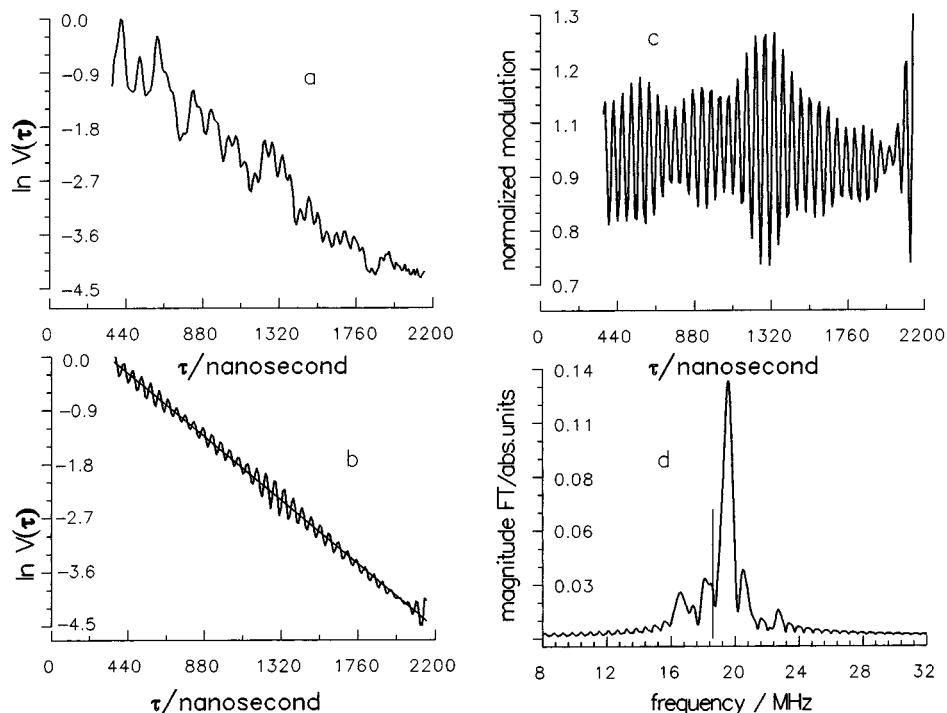 0.0
-0.9
-1.8
-2.7
-3.6
-4.5
ln V(τ)
a
0 440 880 1320 1760 2200
τ/nanosecond
1.3
1.2
1.1
1.0
0.9
0.8
0.7
normalized modulation
c
0 440 880 1320 1760 2200
τ/nanosecond
0.0
-0.9
-1.8
-2.7
-3.6
-4.5
ln V(τ)
b
0 440 880 1320 1760 2200
τ/nanosecond
0.14
0.11
0.08
0.06
0.03
magnitude FT/abs.units
d
8 12 16 20 24 28 32
frequency / MHz